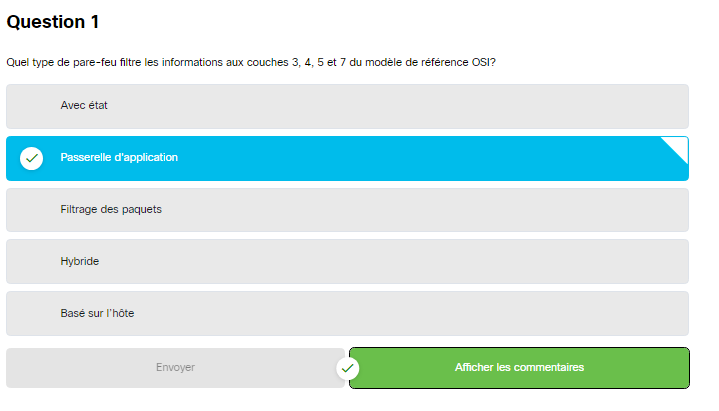 Question 1
Quel type de pare-feu filtre les informations aux couches 3, 4, 5 et 7 du modèle de référence OSI?
Avec état
Passerelle d'application
Filtrage des paquets
Hybride
Basé sur l'hôte
Envoyer
Afficher les commentaires